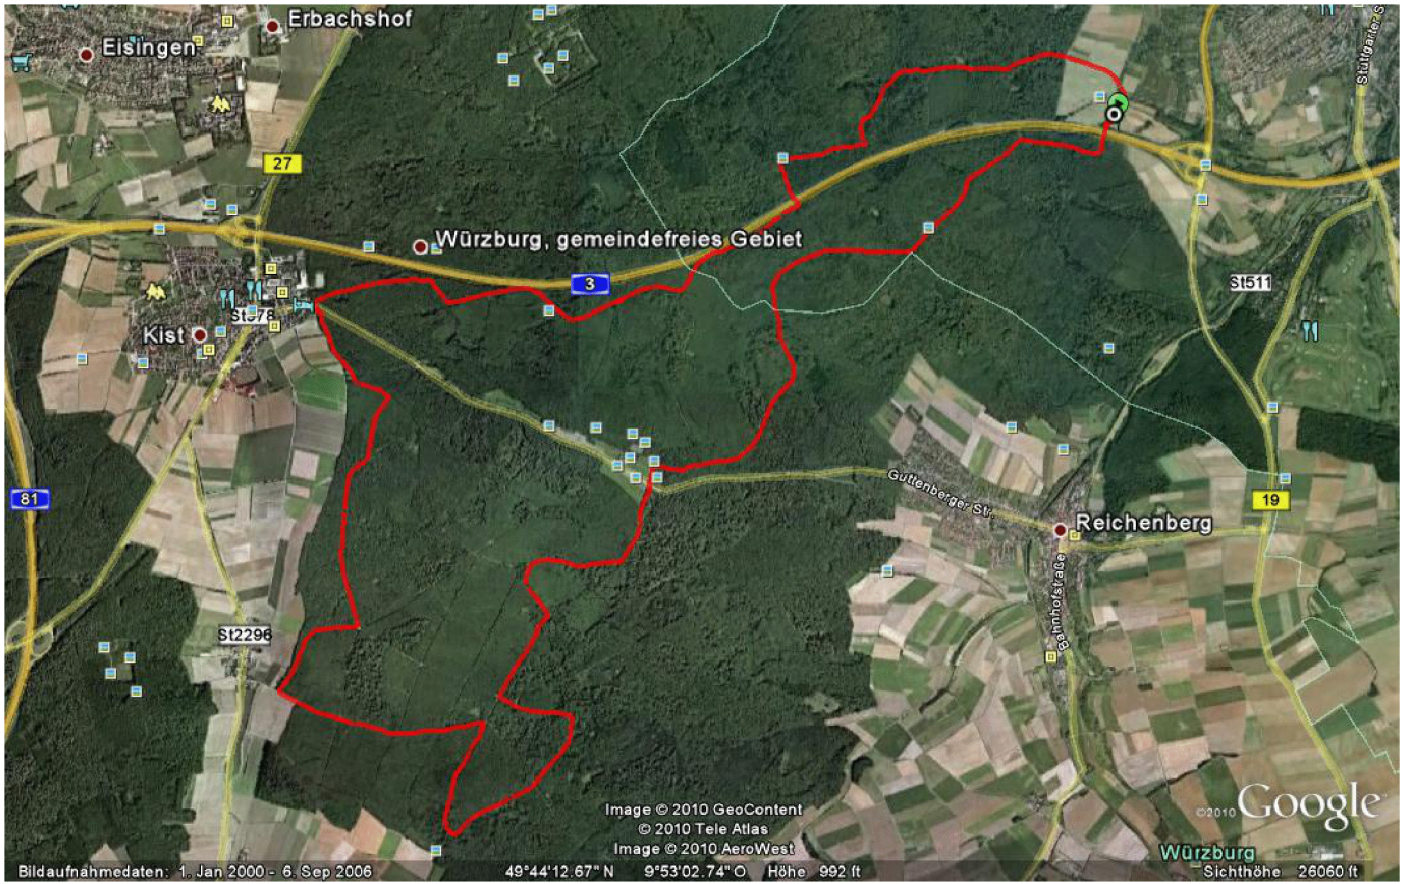 Erbachshof
Eisingen
Stuttgarter S
27
Würzburg, gemeindefreies Gebiet
3
St511
St578
Kist
81
Guttenberger Str.
19
Reichenberg
Bahnhofstraße
St2296
Image © 2010 GeoContent
© 2010 Tele Atlas
Image © 2010 AeroWest
©2010 Google
Würzburg
Bildaufnahmedaten: 1. Jan 2000 - 6. Sep 2006 49°44'12.67" N 9°53'02.74" O Höhe 992 ft Sichthöhe 26060 ft